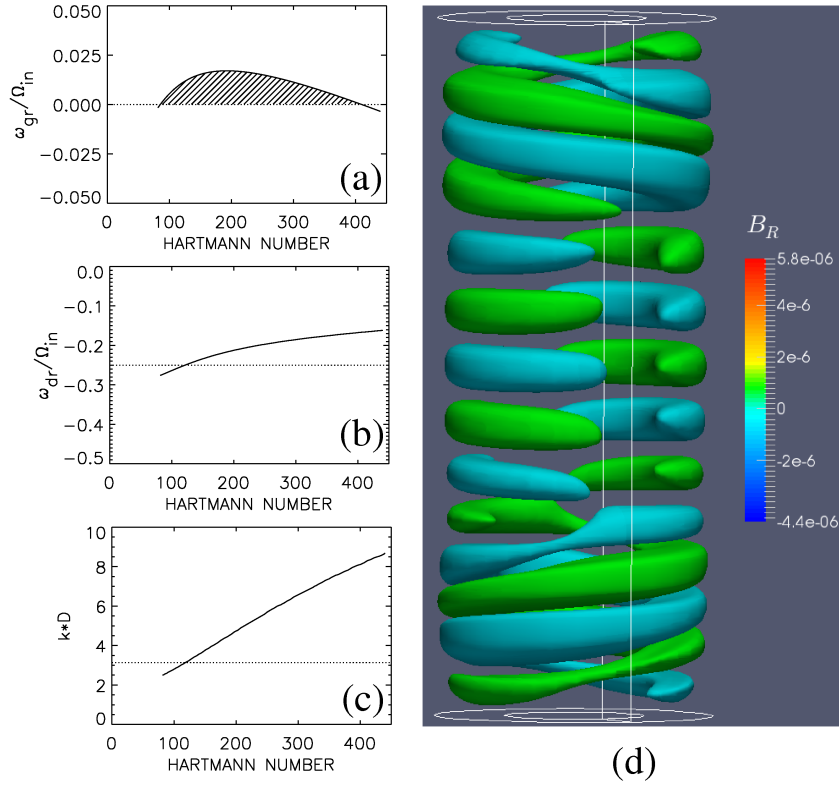 0.050
0.025
0.000
−0.025
−0.050
ω_gr/Ω_in
(a)
0 100 200 300 400
HARTMANN NUMBER
0.0
−0.1
−0.2
−0.3
−0.4
−0.5
ω_dr/Ω_in
(b)
0 100 200 300 400
HARTMANN NUMBER
10
8
6
4
2
0
k*D
(c)
0 100 200 300 400
HARTMANN NUMBER
B_R
5.8e-06
4e-6
2e-6
0
-2e-6
-4.4e-06
(d)